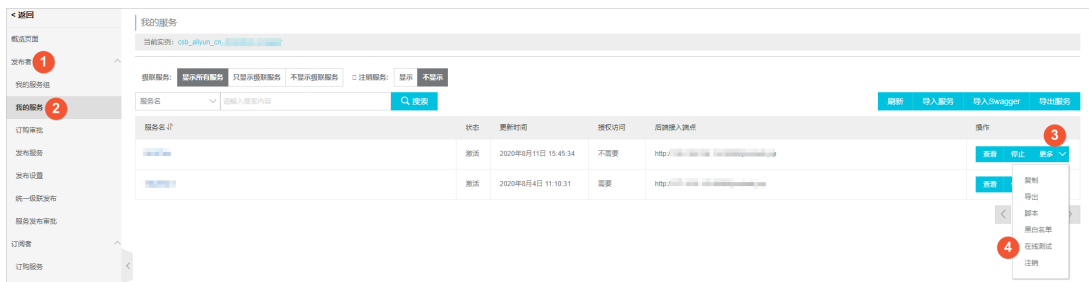 < 返回
概览页面
发布者 1
我的服务组
我的服务 2
订购审批
发布服务
发布设置
统一级联发布
服务发布审批
订阅者
订购服务
我的服务
当前实例: csb_aliyun_cn_
级联服务: 显示所有服务 只显示级联服务 不显示级联服务 注销服务: 显示 不显示
服务名 请输入搜索内容 搜索 刷新 导入服务 导入Swagger 导出服务
服务名 状态 更新时间 授权访问 后端接入端点 操作
3
激活 2020年8月11日 15:45:34 不需要 http:/ 查看 停止 更多
激活 2020年8月4日 11:10:31 需要 http:/ 查看
复制
导出
脚本
黑白名单
4 在线测试
注销